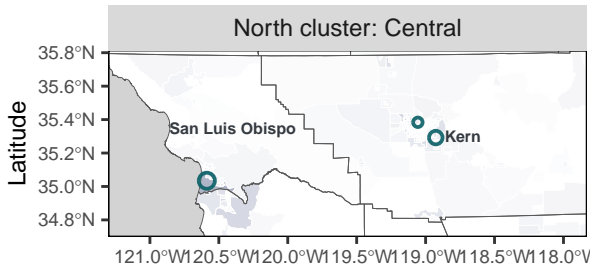 North cluster: Central
Latitude
35.8°N
35.6°N
35.4°N
35.2°N
35.0°N
34.8°N
San Luis Obispo
Kern
121.0°W120.5°W120.0°W119.5°W119.0°W118.5°W118.0°W